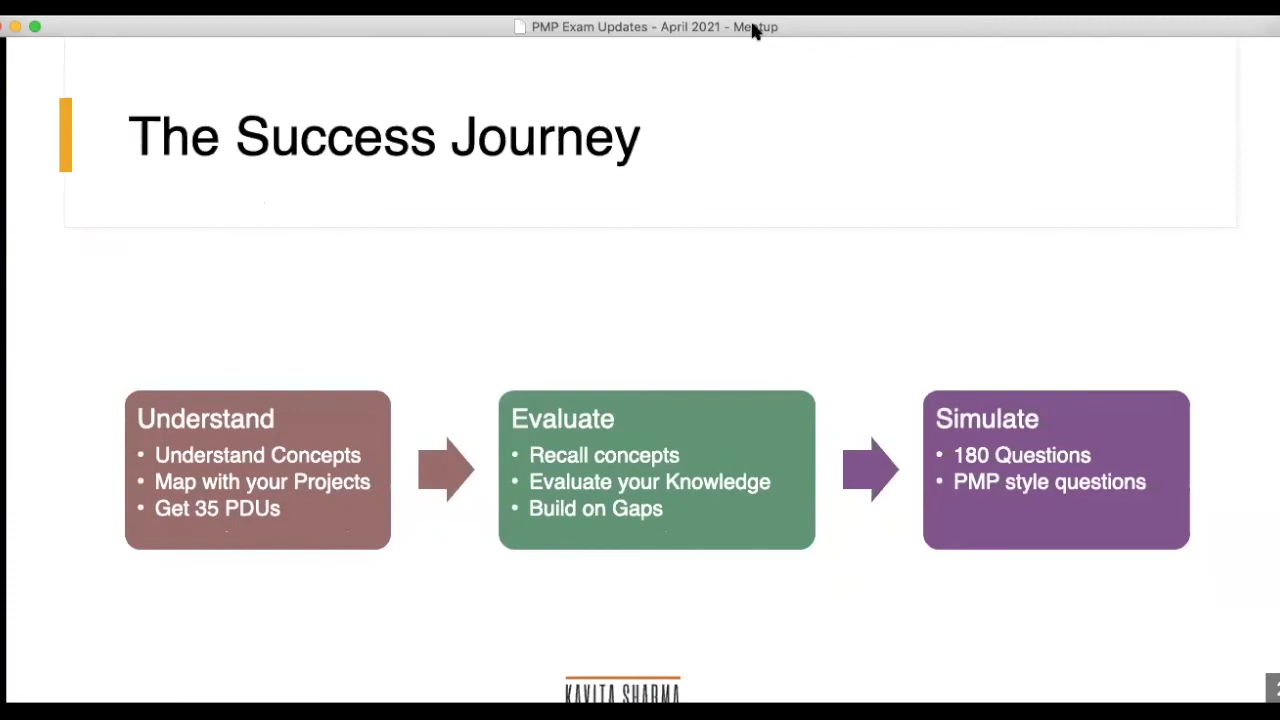 PMP Exam Updates - April 2021 - Meetup
The Success Journey
Understand
• Understand Concepts
• Map with your Projects
• Get 35 PDUs
Evaluate
• Recall concepts
• Evaluate your Knowledge
• Build on Gaps
Simulate
• 180 Questions
• PMP style questions
KAVITA SHARMA